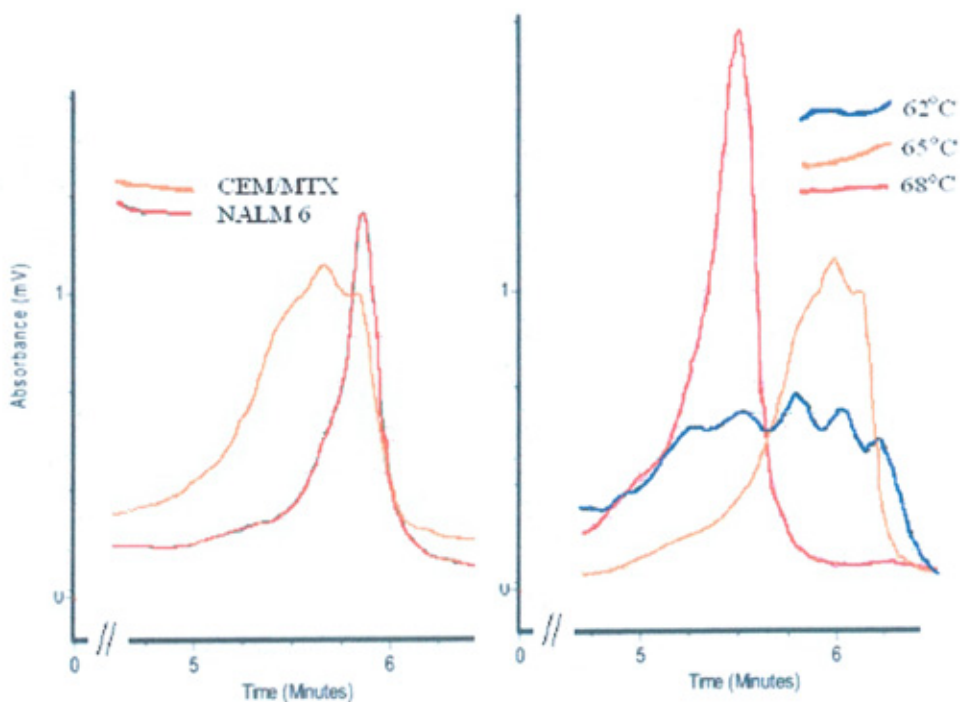 CEM/MTX
NALM 6
Absorbance (mV)
1
0
0
5
6
Time (Minutes)
62°C
65°C
68°C
1
0
0
5
6
Time (Minutes)